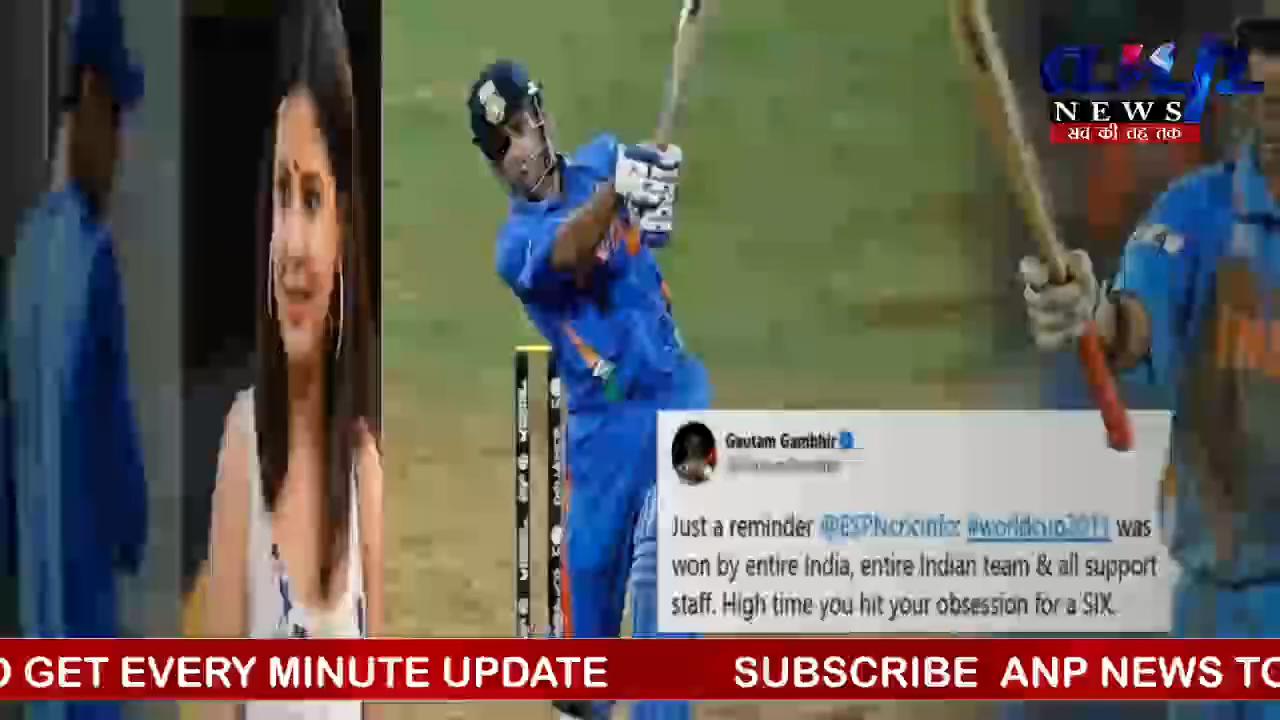 NEWS
सच की तह तक
Gautam Gambhir
Just a reminder @ESPNcricinfo #worldcup2011 was
won by entire India, entire Indian team & all support
staff. High time you hit your obsession for a SIX.
O GET EVERY MINUTE UPDATE SUBSCRIBE ANP NEWS TO